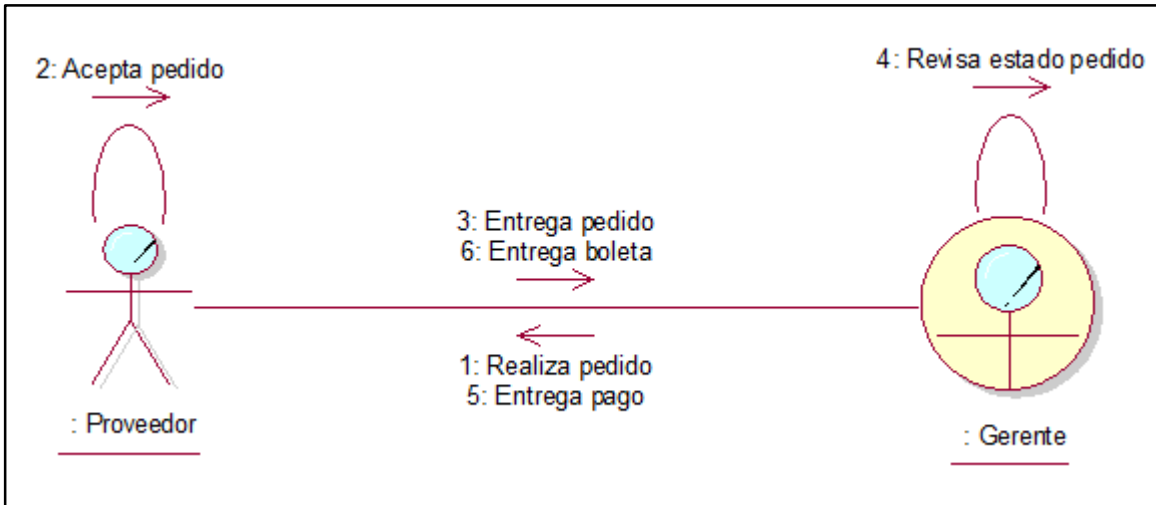 2: Acepta pedido
4: Revisa estado pedido
3: Entrega pedido
6: Entrega boleta
1: Realiza pedido
5: Entrega pago
: Proveedor
: Gerente